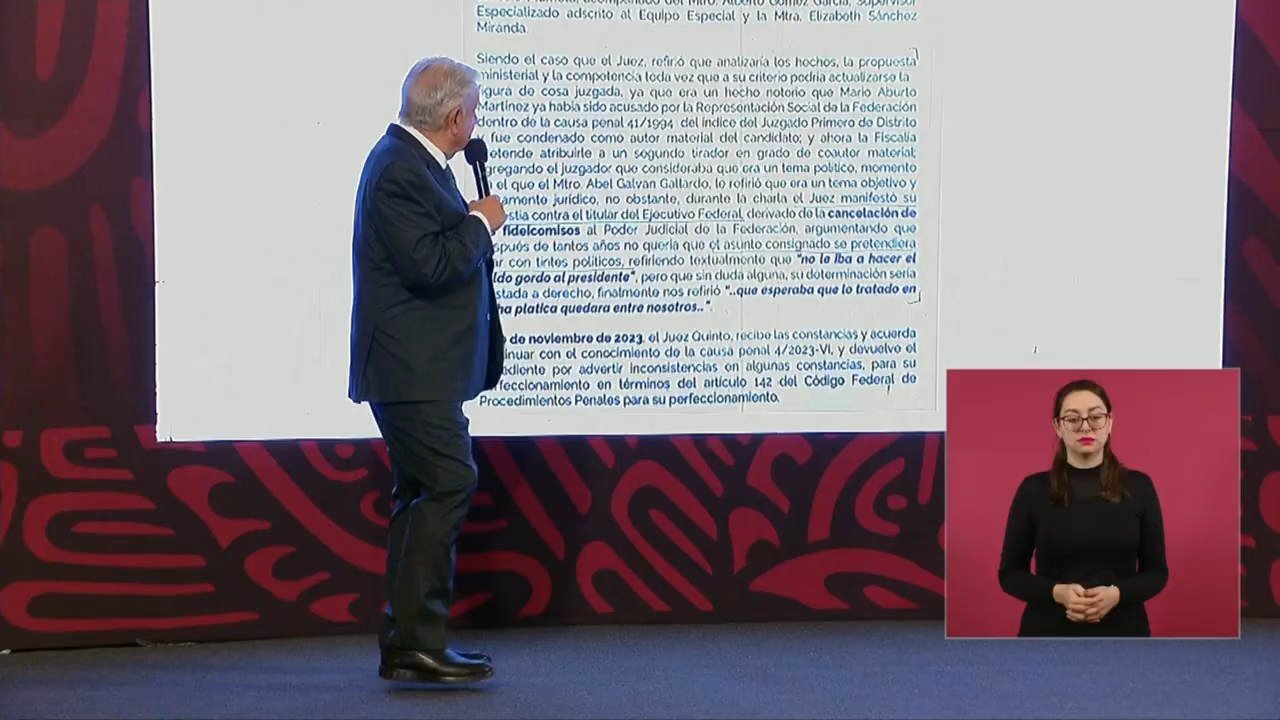 Especializado adscrito al Equipo Especial y la Mtra. Elizabeth Sánchez
Miranda.
Siendo el caso que el Juez, refirió que analizaría los hechos, la propuesta
ministerial y la competencia toda vez que a su criterio podría actualizarse la
figura de cosa juzgada, ya que era un hecho notorio que Mario Aburto
Martínez ya había sido acusado por la Representación Social de la Federación
dentro de la causa penal 41/1994 del índice del Juzgado Primero de Distrito
fue condenado como autor material del candidato; y ahora la Fiscalía
etende atribuirle a un segundo tirador en grado de coautor material;
gregando el juzgador que consideraba que era un tema político, momento
el que el Mtro. Abel Galván Gallardo, le refirió que era un tema objetivo y
amente jurídico, no obstante, durante la charla el Juez manifestó su
estia contra el titular del Ejecutivo Federal, derivado de la cancelación de
fideicomisos al Poder Judicial de la Federación, argumentando que
spués de tantos años no quería que el asunto consignado se pretendiera
ar con tintes políticos, refiriendo textualmente que "no le iba a hacer el
ldo gordo al presidente", pero que sin duda alguna, su determinación sería
stada a derecho, finalmente nos refirió "..que esperaba que lo tratado en
ha platica quedara entre nosotros..".
de noviembre de 2023, el Juez Quinto, recibe las constancias y acuerda
tinuar con el conocimiento de la causa penal 4/2023-VI, y devuelve el
ediente por advertir inconsistencias en algunas constancias, para su
rfeccionamiento en términos del artículo 142 del Código Federal de
Procedimientos Penales para su perfeccionamiento.